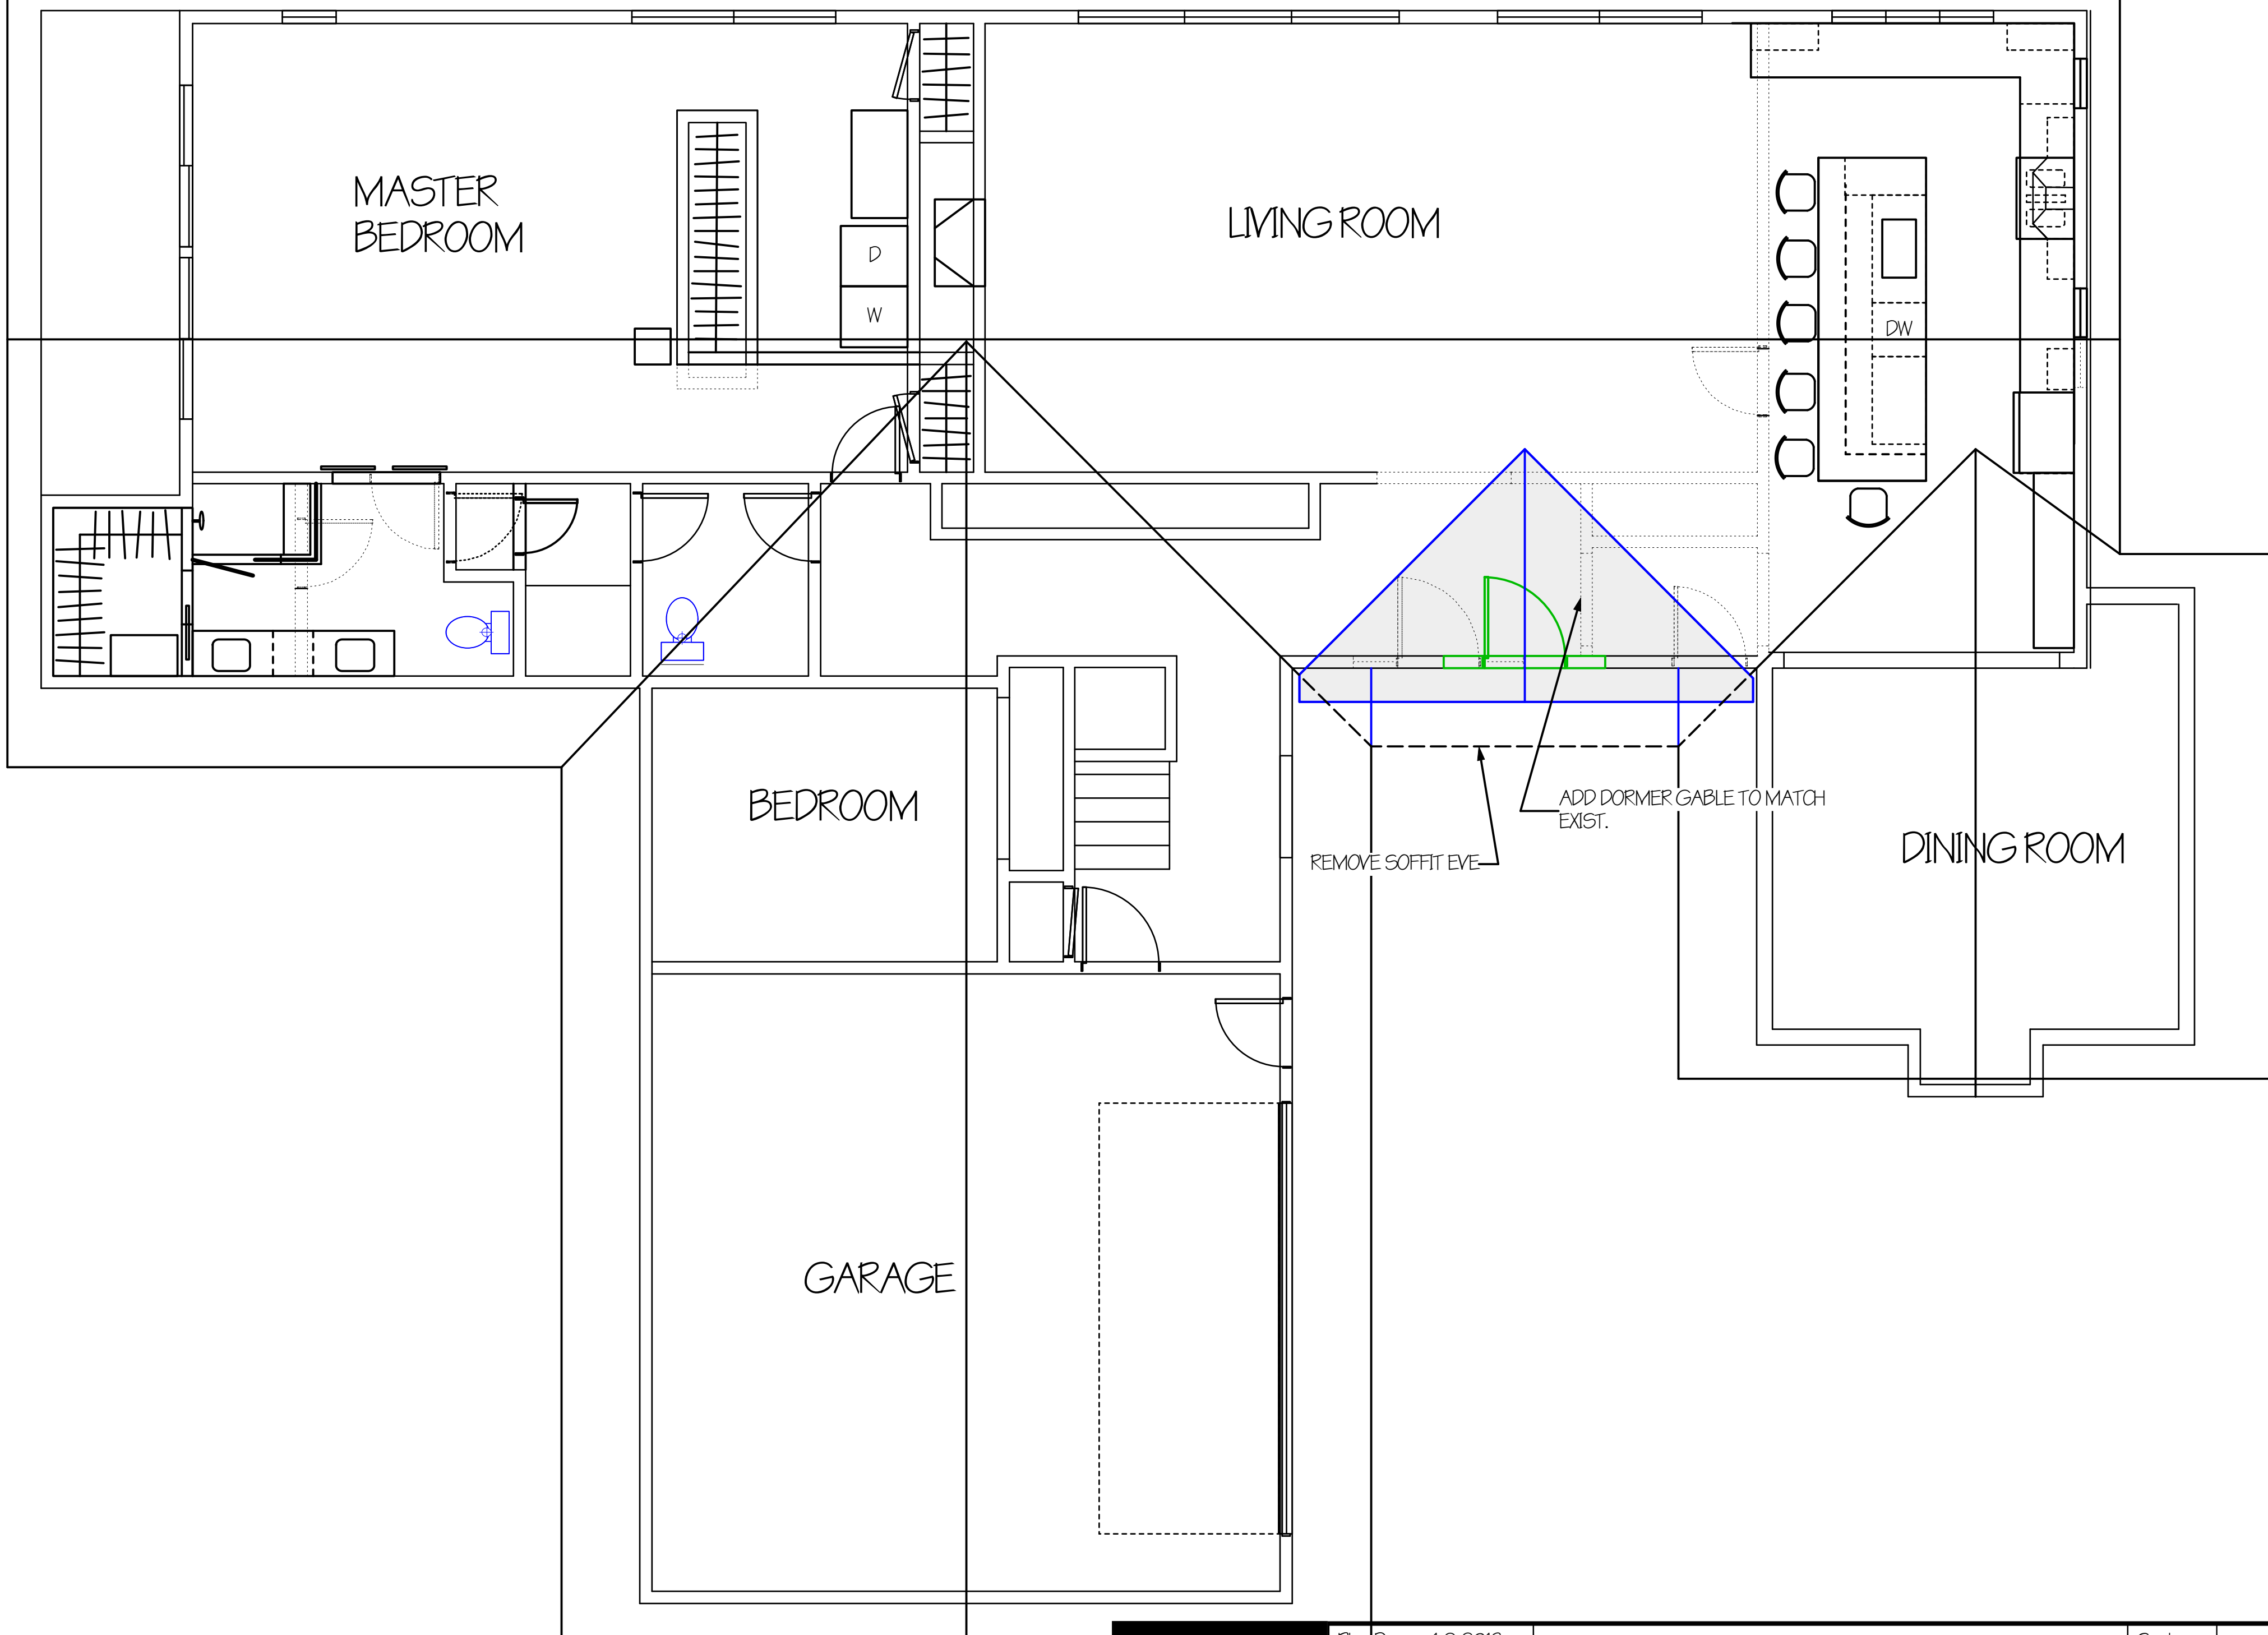 MASTER
BEDROOM
LIVING ROOM
D
W
DW
BEDROOM
ADD DORMER GABLE TO MATCH
EXIST.
REMOVE SOFFIT EVE
DINING ROOM
GARAGE